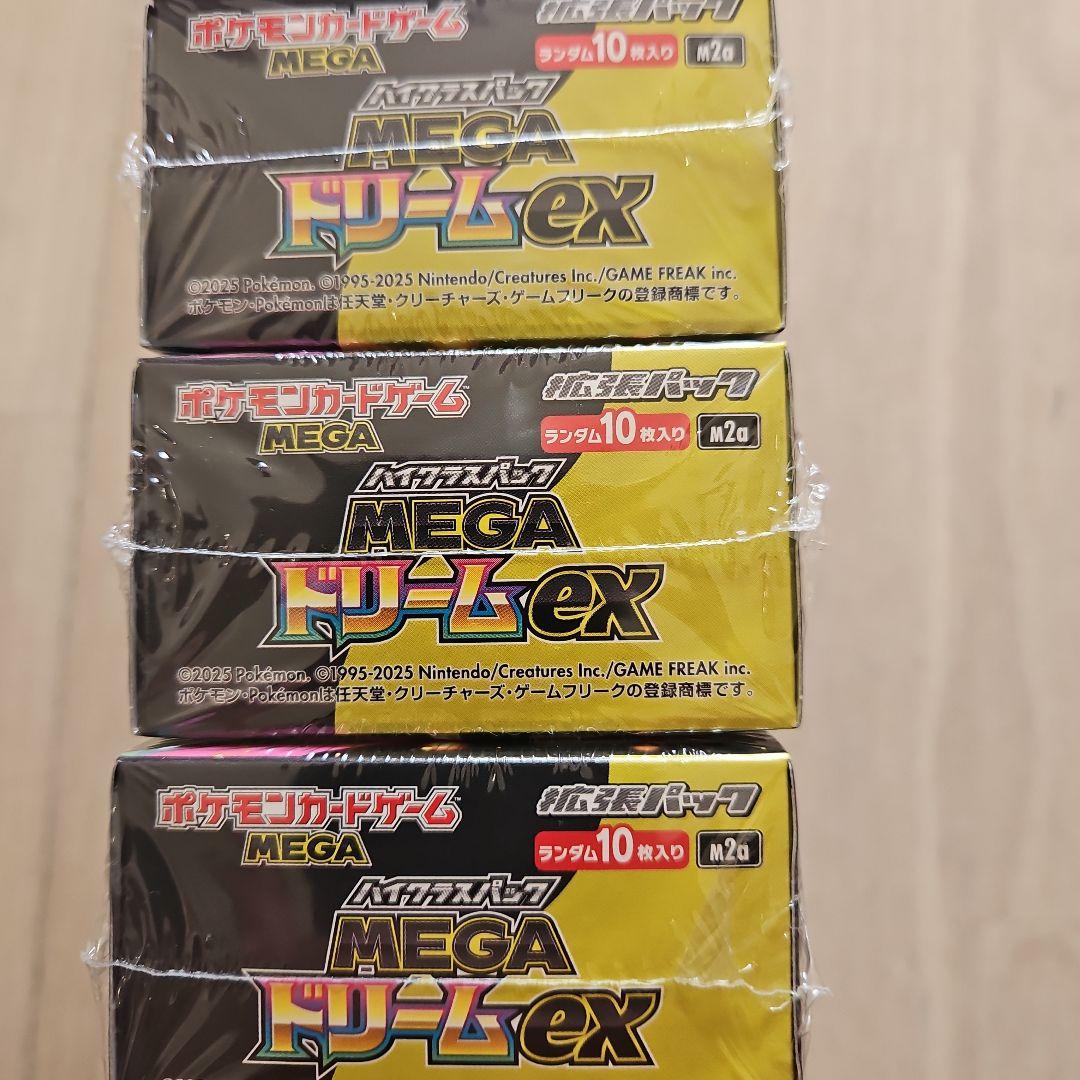 ポケモンカードゲーム
MEGA
拡張パック
ランダム10枚入り M2a
ハイクラスパック
MEGA
ドリームex
©2025 Pokémon. ©1995-2025 Nintendo/Creatures Inc./GAME FREAK inc.
ポケモン・Pokémonは任天堂・クリーチャーズ・ゲームフリークの登録商標です。
ポケモンカードゲーム™
MEGA
拡張パック
ランダム10枚入り M2a
ハイクラスパック
MEGA
ドリームex
©2025 Pokémon. ©1995-2025 Nintendo/Creatures Inc./GAME FREAK inc.
ポケモン・Pokémonは任天堂・クリーチャーズ・ゲームフリークの登録商標です。
ポケモンカードゲーム™
MEGA
拡張パック
ランダム10枚入り M2a
ハイクラスパック
MEGA
ドリームex